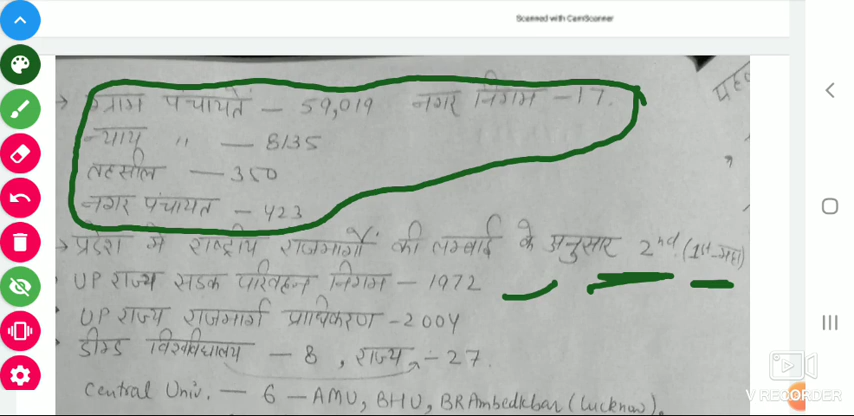 Scanned with CamScanner
→ ग्राम पंचायतें — 59,019 नगर निगम — 17.
न्याय " — 8135
तहसील — 350
नगर पंचायत — 423
→ प्रदेश में राष्ट्रीय राजमार्गों की लम्बाई के अनुसार 2nd (1st-महा)
UP राज्य सड़क परिवहन निगम — 1972
UP राज्य राजमार्ग प्राधिकरण -2004
डीम्ड विश्वविद्यालय — 8, राज्य — 27.
Central Univ. — 6 — AMU, BHU, BRAmbedkbar (Lucknow),
V RECORDER